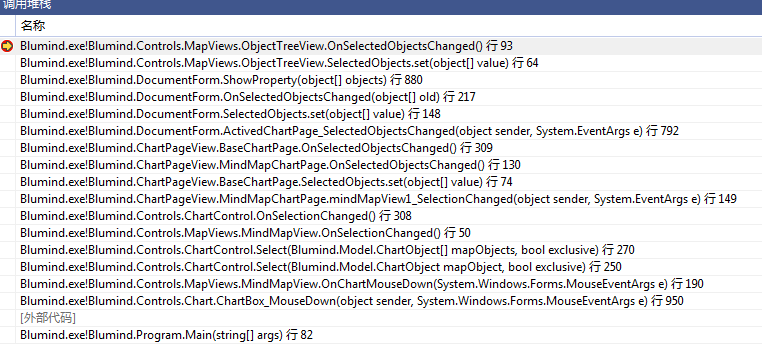 调用堆栈
名称
Blumind.exe!Blumind.Controls.MapViews.ObjectTreeView.OnSelectedObjectsChanged() 行 93
Blumind.exe!Blumind.Controls.MapViews.ObjectTreeView.SelectedObjects.set(object[] value) 行 64
Blumind.exe!Blumind.DocumentForm.ShowProperty(object[] objects) 行 880
Blumind.exe!Blumind.DocumentForm.OnSelectedObjectsChanged(object[] old) 行 217
Blumind.exe!Blumind.DocumentForm.SelectedObjects.set(object[] value) 行 148
Blumind.exe!Blumind.DocumentForm.ActivedChartPage_SelectedObjectsChanged(object sender, System.EventArgs e) 行 792
Blumind.exe!Blumind.ChartPageView.BaseChartPage.OnSelectedObjectsChanged() 行 309
Blumind.exe!Blumind.ChartPageView.MindMapChartPage.OnSelectedObjectsChanged() 行 130
Blumind.exe!Blumind.ChartPageView.BaseChartPage.SelectedObjects.set(object[] value) 行 74
Blumind.exe!Blumind.ChartPageView.MindMapChartPage.mindMapView1_SelectionChanged(object sender, System.EventArgs e) 行 149
Blumind.exe!Blumind.Controls.ChartControl.OnSelectionChanged() 行 308
Blumind.exe!Blumind.Controls.MapViews.MindMapView.OnSelectionChanged() 行 50
Blumind.exe!Blumind.Controls.ChartControl.Select(Blumind.Model.ChartObject[] mapObjects, bool exclusive) 行 270
Blumind.exe!Blumind.Controls.ChartControl.Select(Blumind.Model.ChartObject mapObject, bool exclusive) 行 250
Blumind.exe!Blumind.Controls.MapViews.MindMapView.OnChartMouseDown(System.Windows.Forms.MouseEventArgs e) 行 190
Blumind.exe!Blumind.Controls.Chart.ChartBox_MouseDown(object sender, System.Windows.Forms.MouseEventArgs e) 行 950
[外部代码]
Blumind.exe!Blumind.Program.Main(string[] args) 行 82